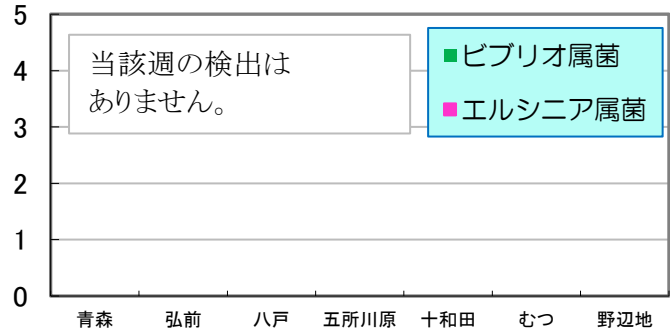 5
4
3
2
1
0
当該週の検出は
ありません。
■ビブリオ属菌
■エルシニア属菌
青森 弘前 八戸 五所川原 十和田 むつ 野辺地